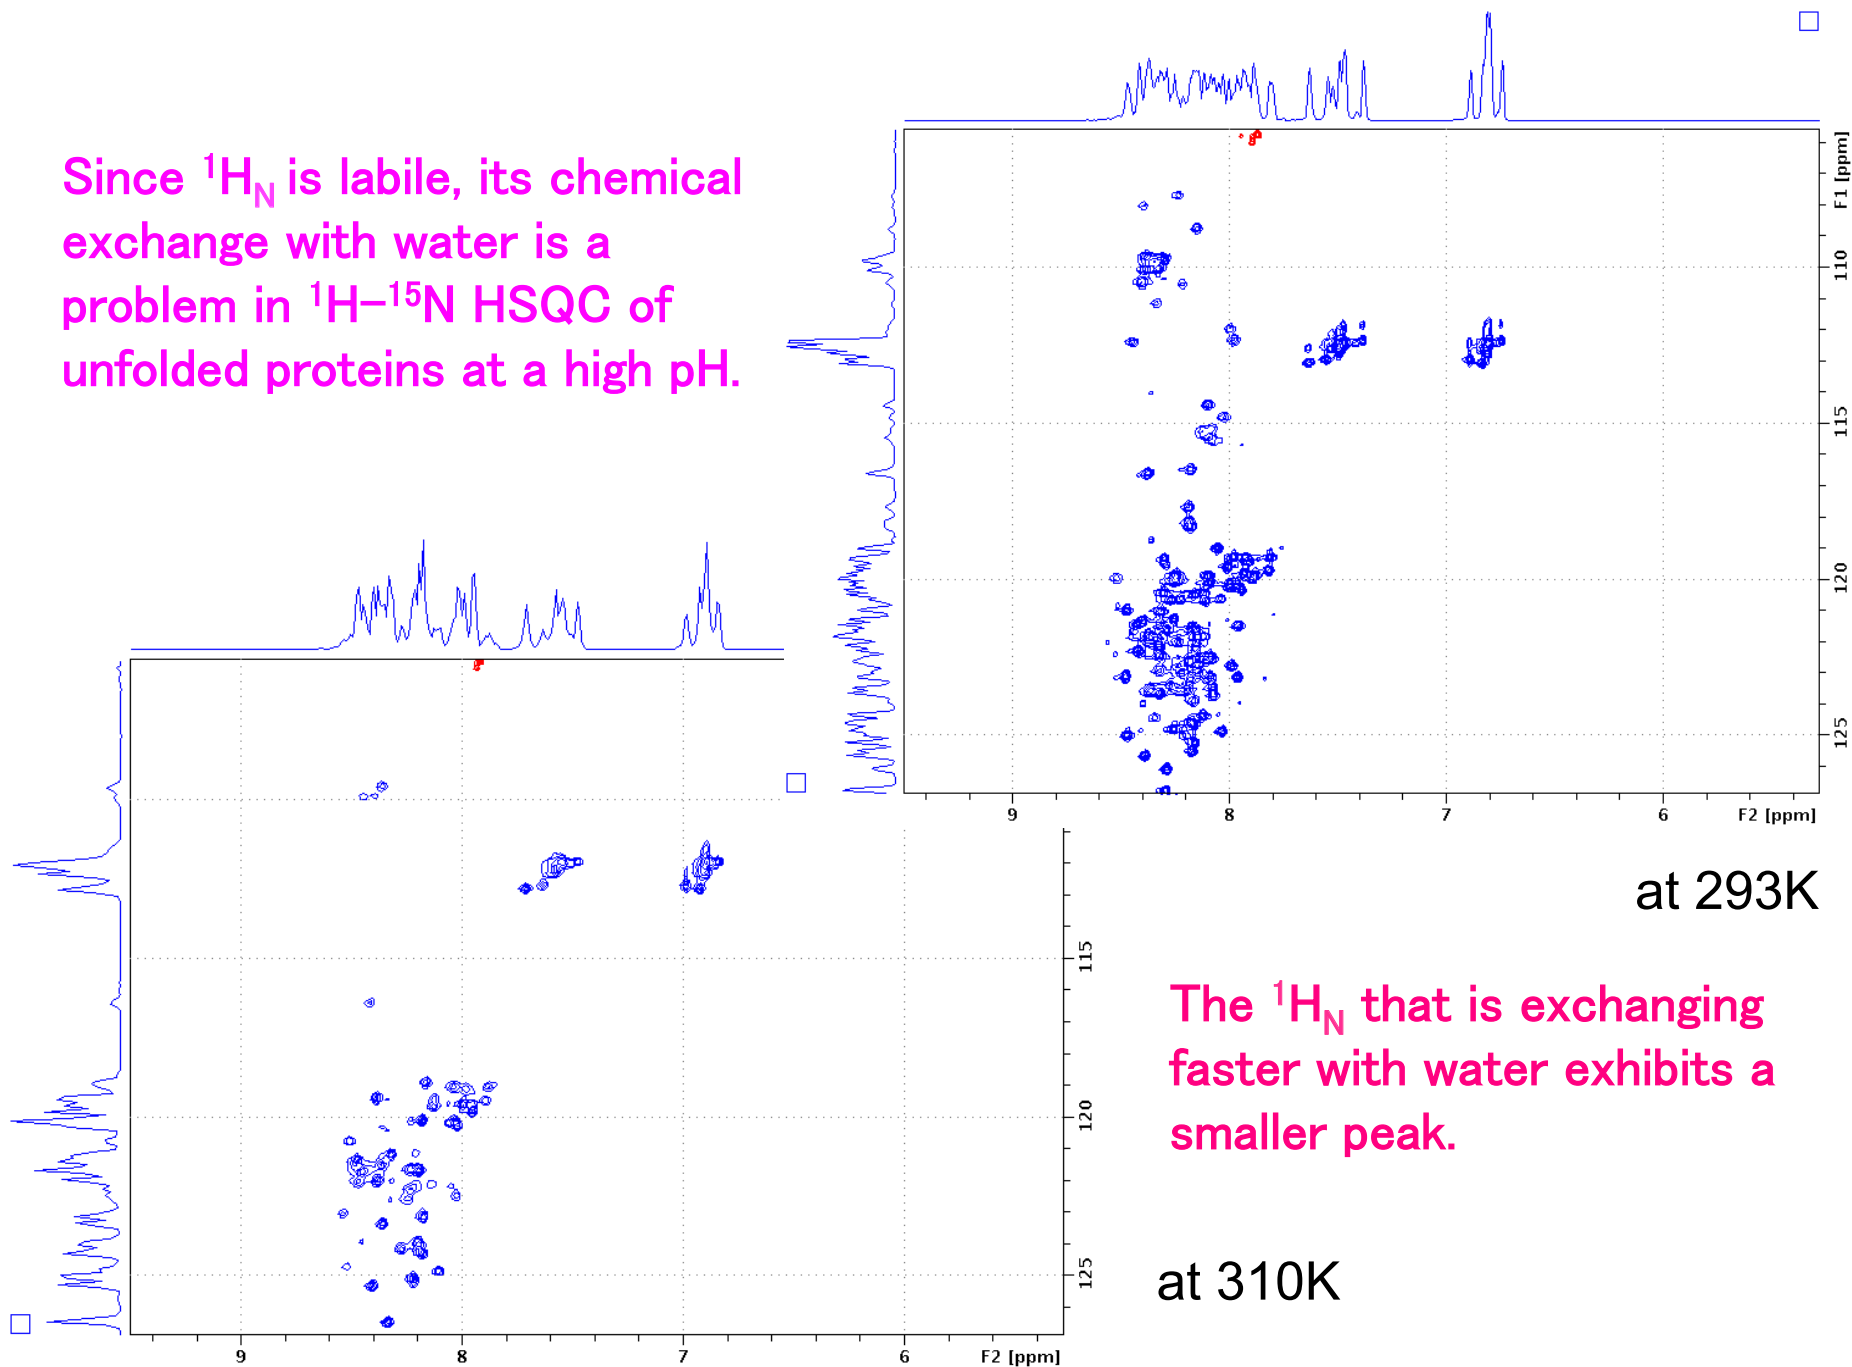 Since ¹H_N is labile, its chemical
exchange with water is a
problem in ¹H−¹⁵N HSQC of
unfolded proteins at a high pH.
F1 [ppm]
110
115
120
125
9 8 7 6 F2 [ppm]
at 293K
The ¹H_N that is exchanging
faster with water exhibits a
smaller peak.
115
120
125
at 310K
9 8 7 6 F2 [ppm]